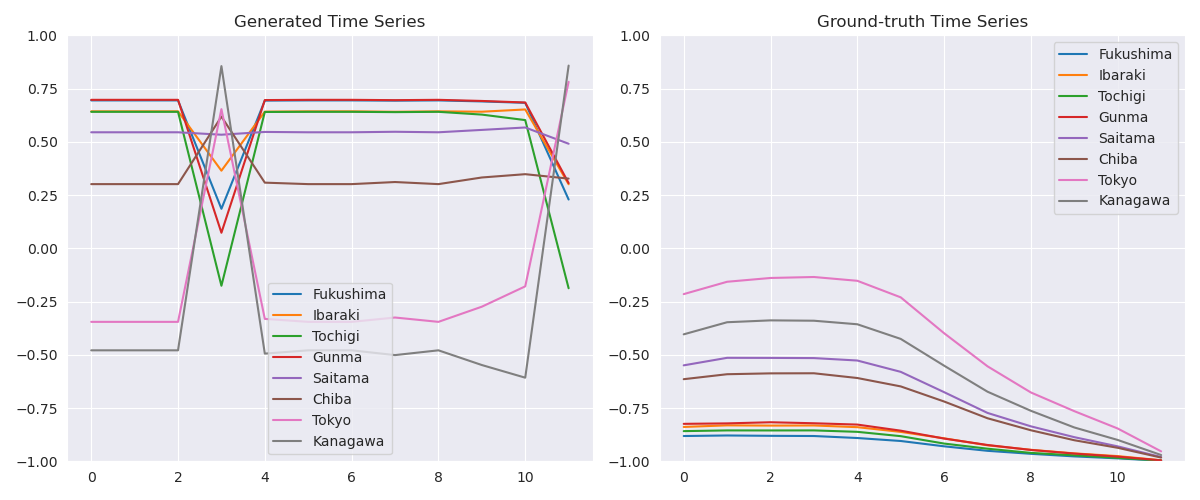 Generated Time Series
1.00
0.75
0.50
0.25
0.00
−0.25
−0.50
−0.75
−1.00
0 2 4 6 8 10
Fukushima
Ibaraki
Tochigi
Gunma
Saitama
Chiba
Tokyo
Kanagawa
Ground-truth Time Series
1.00
0.75
0.50
0.25
0.00
−0.25
−0.50
−0.75
−1.00
0 2 4 6 8 10
Fukushima
Ibaraki
Tochigi
Gunma
Saitama
Chiba
Tokyo
Kanagawa